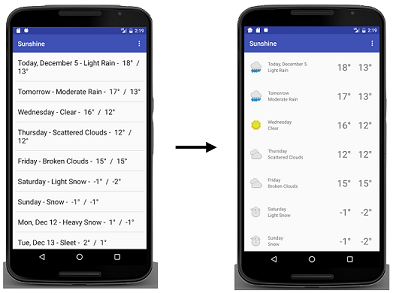 2:19
Sunshine
Today, December 5 - Light Rain - 18° /
13°
Tomorrow - Moderate Rain - 17° / 13°
Wednesday - Clear - 16° / 12°
Thursday - Scattered Clouds - 12° /
12°
Friday - Broken Clouds - 15° / 15°
Saturday - Light Snow - -1° / -2°
Sunday - Snow - -1° / -2°
Mon, Dec 12 - Heavy Snow - 1° / -1°
Tue, Dec 13 - Sleet - 2° / 1°
2:19
Sunshine
Today, December 5
Light Rain
18° 13°
Tomorrow
Moderate Rain
17° 13°
Wednesday
Clear
16° 12°
Thursday
Scattered Clouds
12° 12°
Friday
Broken Clouds
15° 15°
Saturday
Light Snow
-1° -2°
Sunday
Snow
-1° -2°